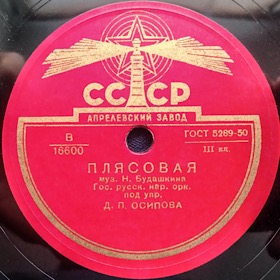 СССР
АПРЕЛЕВСКИЙ ЗАВОД
В
16600
ГОСТ 5289-50
III кл.
ПЛЯСОВАЯ
муз. Н. Будашкина
Гос. русск. нар. орк.
под упр.
Д. П. ОСИПОВА